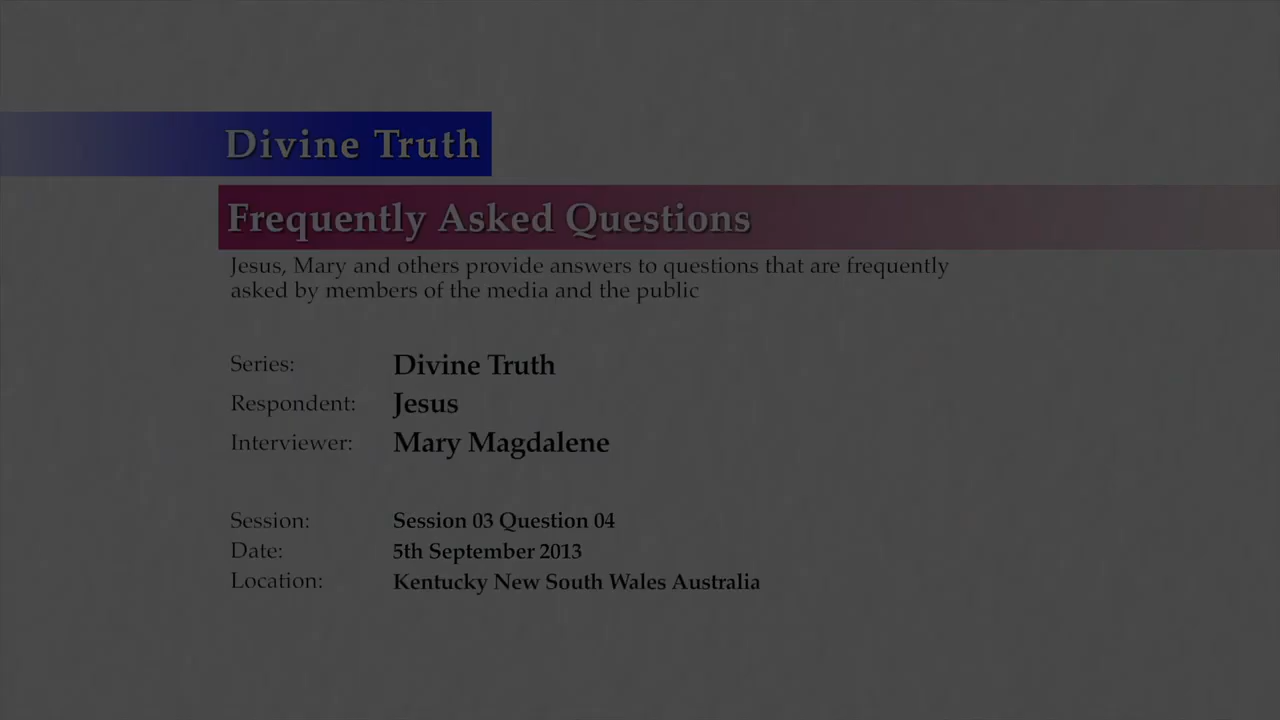 Divine Truth
Frequently Asked Questions
Jesus, Mary and others provide answers to questions that are frequently
asked by members of the media and the public
Series: Divine Truth
Respondent: Jesus
Interviewer: Mary Magdalene
Session: Session 03 Question 04
Date: 5th September 2013
Location: Kentucky New South Wales Australia